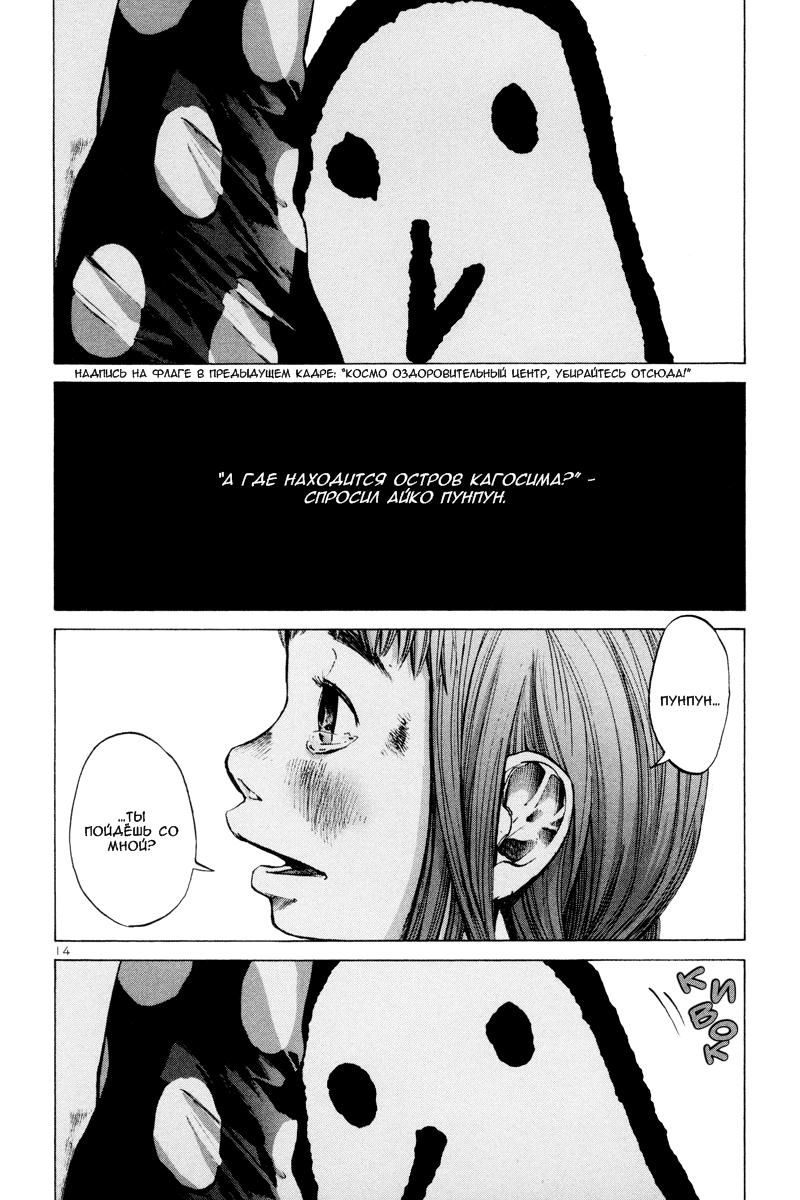 НАДПИСЬ НА ФЛАГЕ В ПРЕДЫДУЩЕМ КАДРЕ: "КОСМО ОЗДОРОВИТЕЛЬНЫЙ ЦЕНТР, УБИРАЙТЕСЬ ОТСЮДА!"
"А ГДЕ НАХОДИТСЯ ОСТРОВ КАГОСИМА?" -
СПРОСИЛ АЙКО ПУНПУН.
ПУНПУН...
...ТЫ
ПОЙДЁШЬ СО
МНОЙ?
14
КИВОК